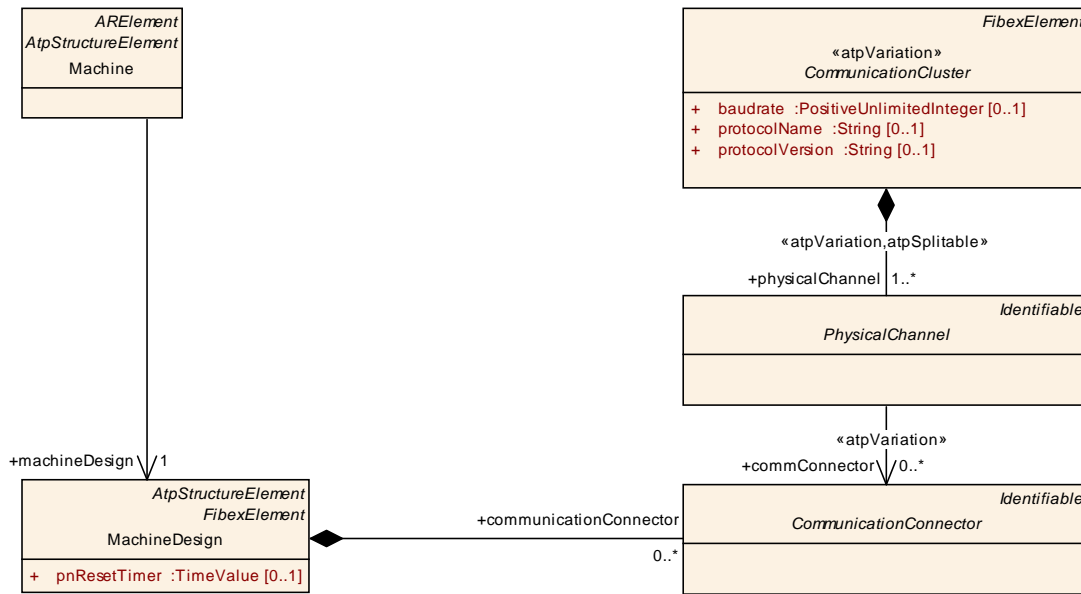 ARElement
AtpStructureElement
Machine
FibexElement
«atpVariation»
CommunicationCluster
+ baudrate :PositiveUnlimitedInteger [0..1]
+ protocolName :String [0..1]
+ protocolVersion :String [0..1]
«atpVariation,atpSplitable»
+physicalChannel 1..*
Identifiable
PhysicalChannel
«atpVariation»
+commConnector 0..*
+machineDesign 1
AtpStructureElement
FibexElement
MachineDesign
+ pnResetTimer :TimeValue [0..1]
+communicationConnector
0..*
Identifiable
CommunicationConnector